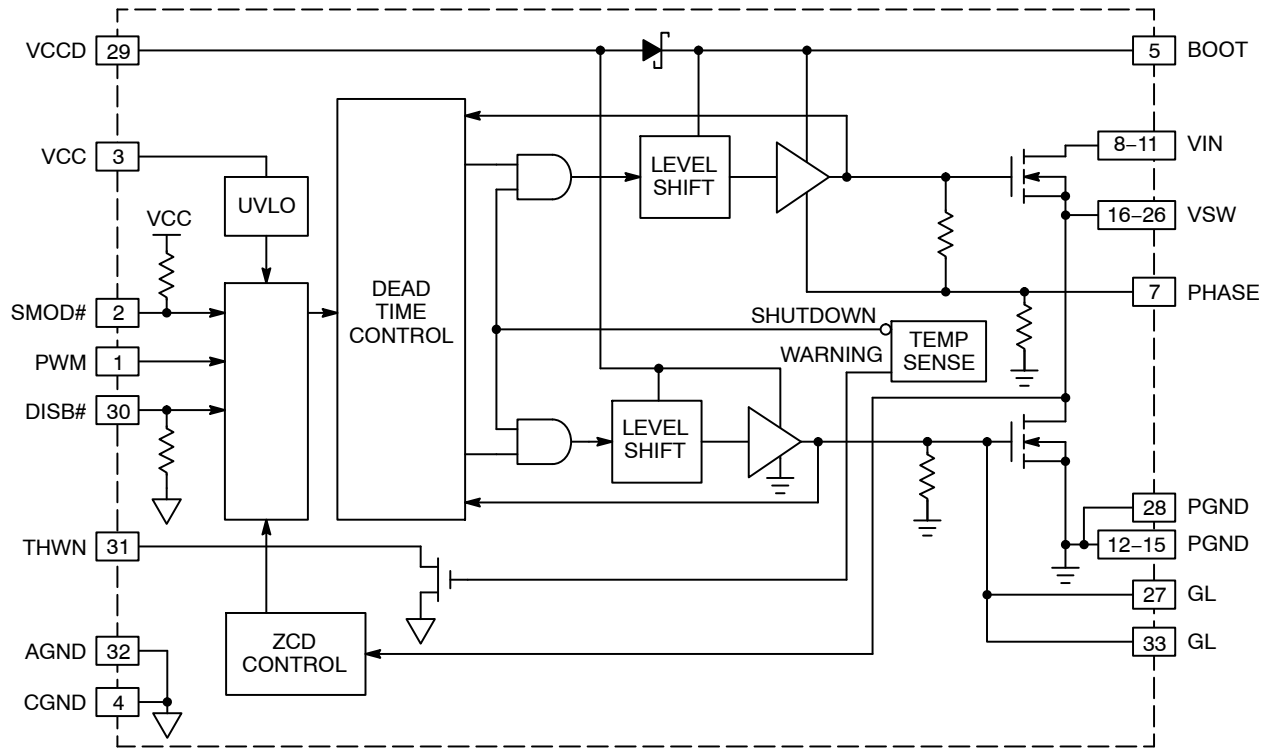 VCCD 29
5 BOOT
VCC 3
8–11 VIN
LEVEL
SHIFT
UVLO
VCC
16–26 VSW
DEAD
TIME
CONTROL
7 PHASE
SMOD# 2
SHUTDOWN
TEMP
SENSE
WARNING
PWM 1
DISB# 30
LEVEL
SHIFT
28 PGND
THWN 31
12–15 PGND
27 GL
33 GL
ZCD
CONTROL
AGND 32
CGND 4